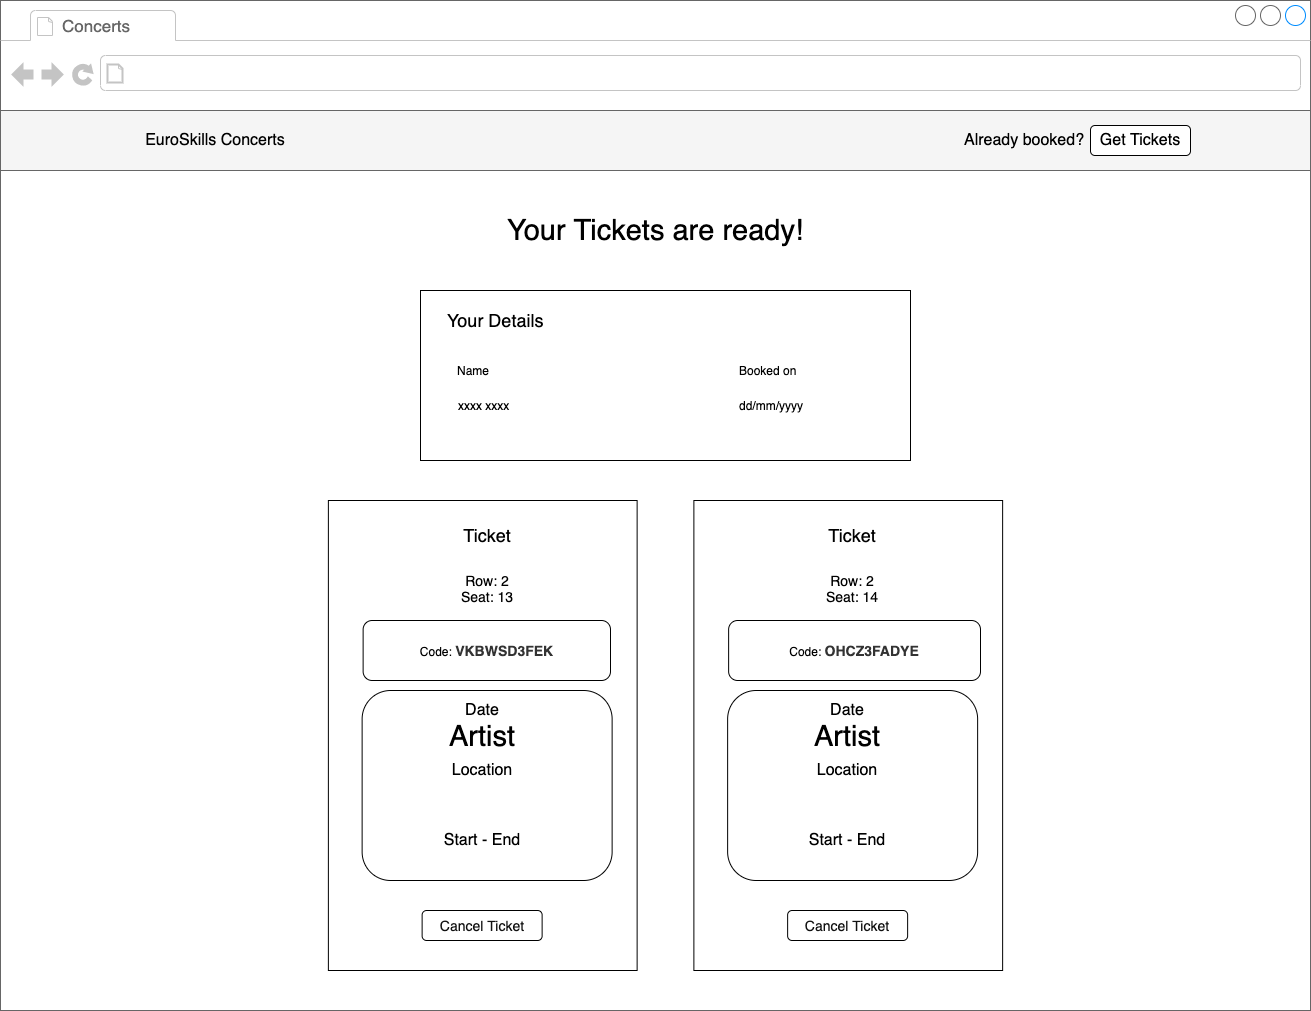 Concerts
EuroSkills Concerts
Already booked? Get Tickets
Your Tickets are ready!
Your Details
Name
Booked on
xxxx xxxx
dd/mm/yyyy
Ticket
Row: 2
Seat: 13
Code: VKBWSD3FEK
Date
Artist
Location
Start - End
Cancel Ticket
Ticket
Row: 2
Seat: 14
Code: OHCZ3FADYE
Date
Artist
Location
Start - End
Cancel Ticket